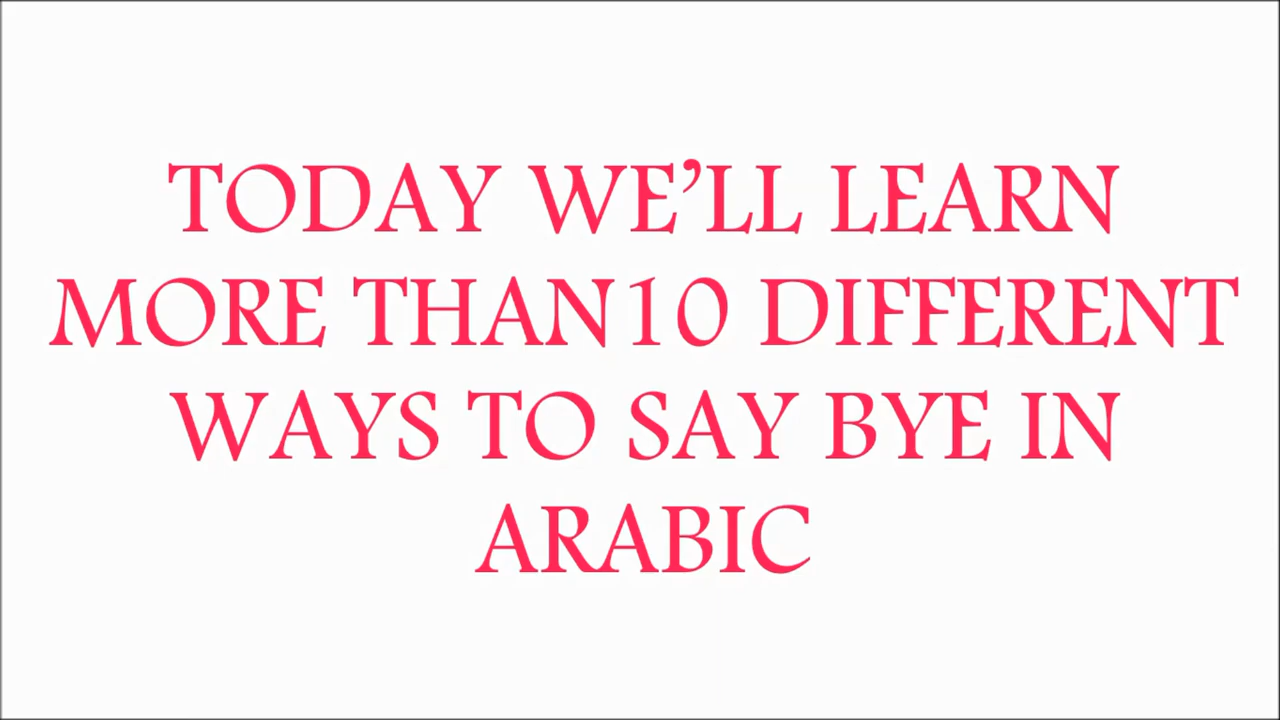 TODAY WE’LL LEARN
MORE THAN10 DIFFERENT
WAYS TO SAY BYE IN
ARABIC